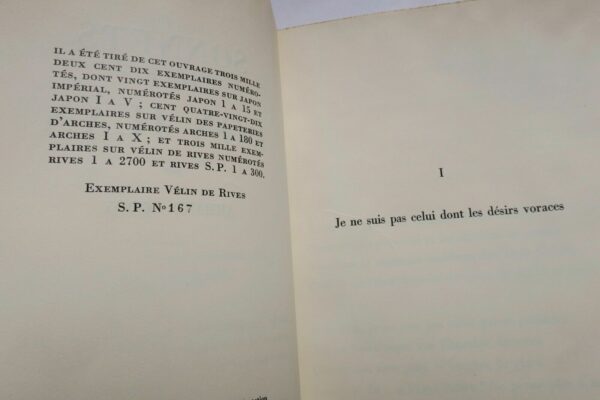 IL A ÉTÉ TIRÉ DE CET OUVRAGE TROIS MILLE
DEUX CENT DIX EXEMPLAIRES NUMÉRO-
TÉS, DONT VINGT EXEMPLAIRES SUR JAPON
IMPÉRIAL, NUMÉROTÉS JAPON 1 A 15 ET
JAPON I A V ; CENT QUATRE-VINGT-DIX
EXEMPLAIRES SUR VÉLIN DES PAPETERIES
D'ARCHES, NUMÉROTÉS ARCHES 1 A 180 ET
ARCHES I A X ; ET TROIS MILLE EXEM-
PLAIRES SUR VÉLIN DE RIVES NUMÉROTÉS
RIVES 1 A 2700 ET RIVES S.P. 1 A 300.
EXEMPLAIRE VÉLIN DE RIVES
S. P. No 167
I
Je ne suis pas celui dont les désirs voraces